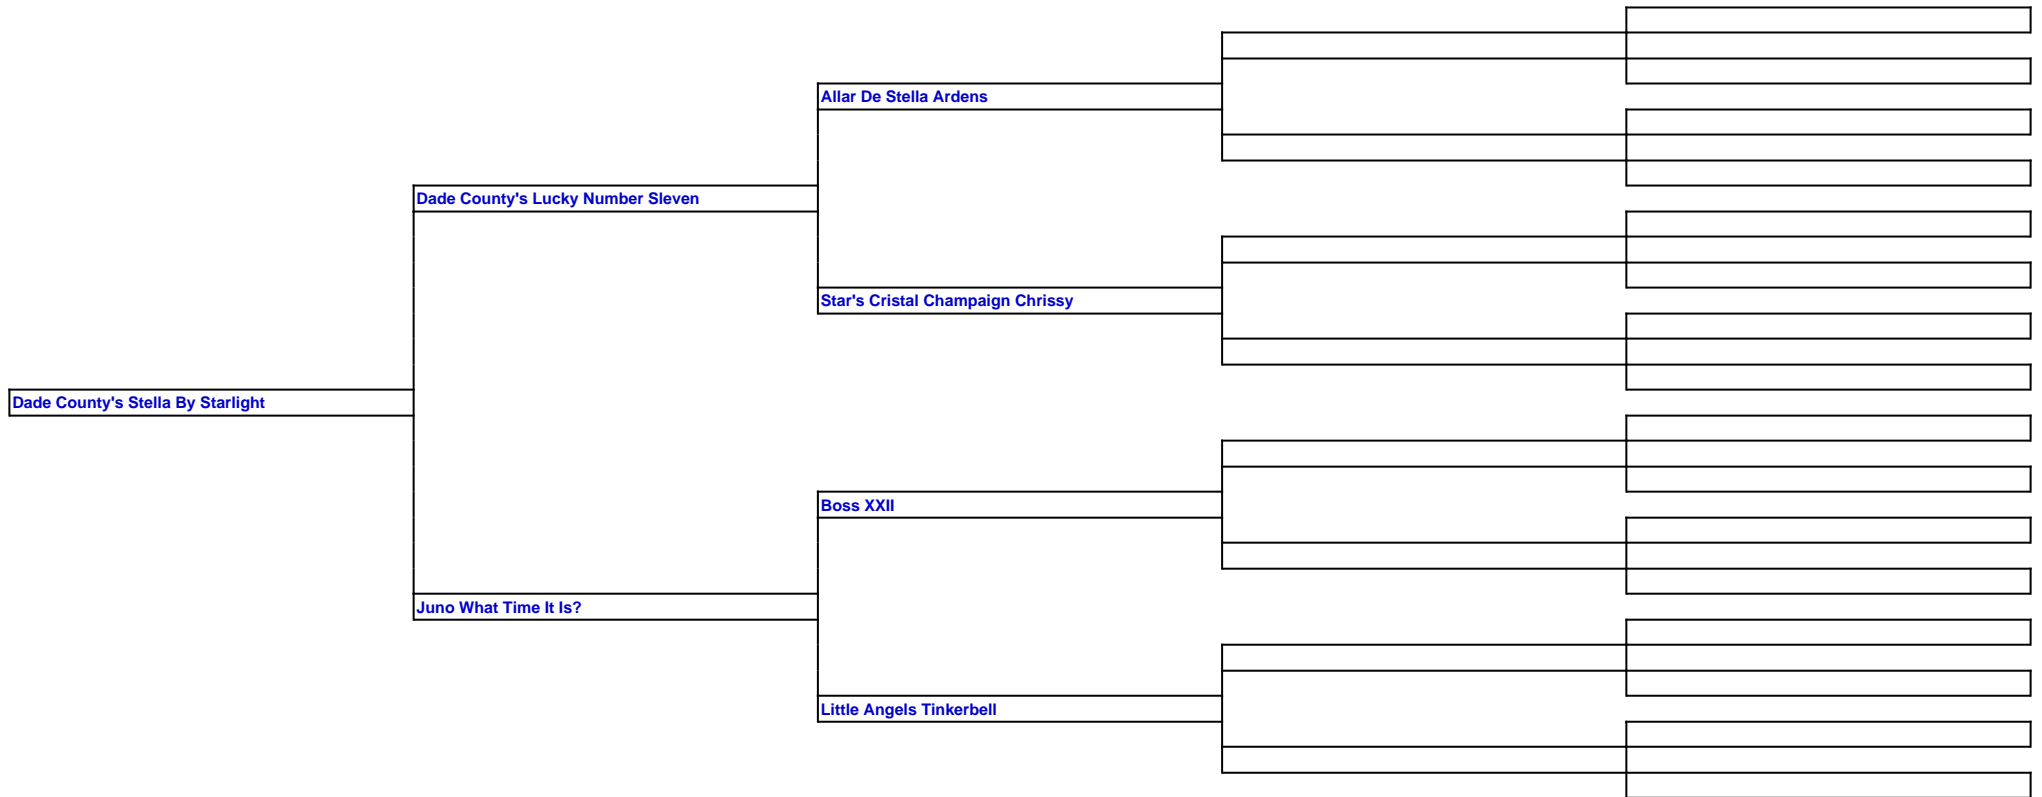 Allar De Stella Ardens
Dade County's Lucky Number Sleven
Star's Cristal Champaign Chrissy
Dade County's Stella By Starlight
Boss XXII
Juno What Time It Is?
Little Angels Tinkerbell